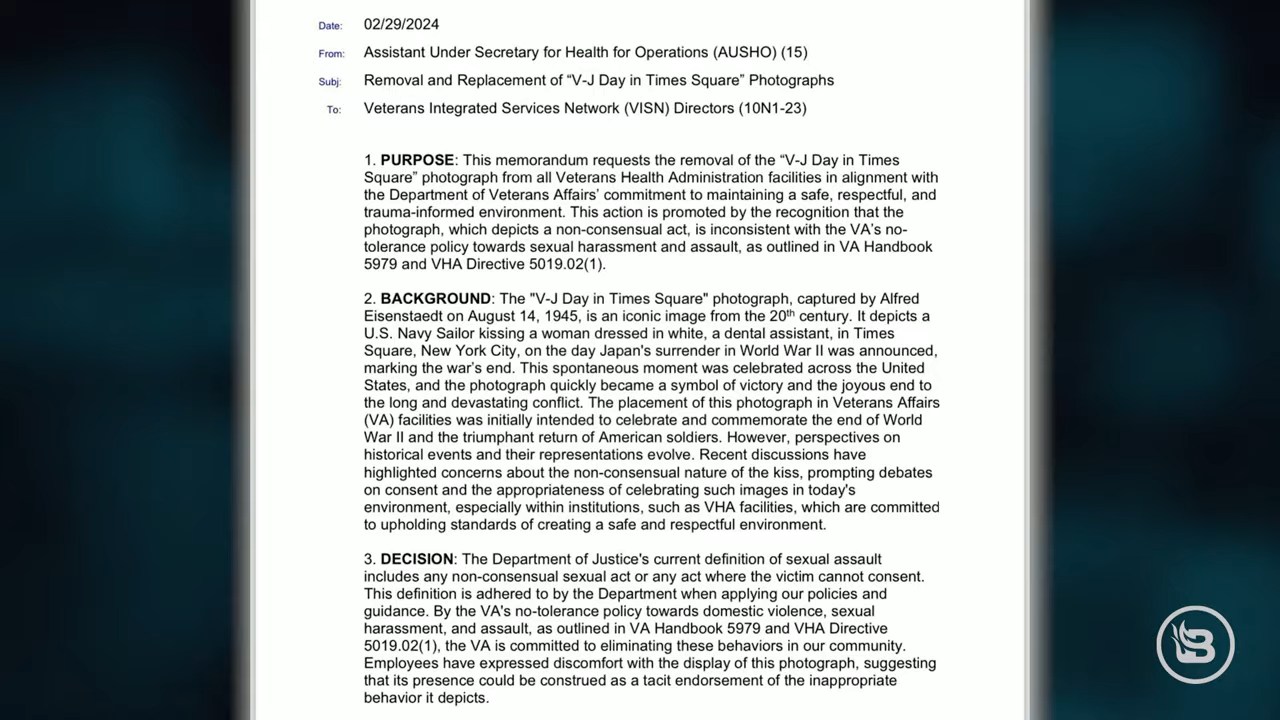 Date: 02/29/2024
From: Assistant Under Secretary for Health for Operations (AUSHO) (15)
Subj: Removal and Replacement of “V-J Day in Times Square” Photographs
To: Veterans Integrated Services Network (VISN) Directors (10N1-23)
1. PURPOSE: This memorandum requests the removal of the “V-J Day in Times
Square” photograph from all Veterans Health Administration facilities in alignment with
the Department of Veterans Affairs’ commitment to maintaining a safe, respectful, and
trauma-informed environment. This action is promoted by the recognition that the
photograph, which depicts a non-consensual act, is inconsistent with the VA’s no-
tolerance policy towards sexual harassment and assault, as outlined in VA Handbook
5979 and VHA Directive 5019.02(1).
2. BACKGROUND: The "V-J Day in Times Square" photograph, captured by Alfred
Eisenstaedt on August 14, 1945, is an iconic image from the 20th century. It depicts a
U.S. Navy Sailor kissing a woman dressed in white, a dental assistant, in Times
Square, New York City, on the day Japan's surrender in World War II was announced,
marking the war’s end. This spontaneous moment was celebrated across the United
States, and the photograph quickly became a symbol of victory and the joyous end to
the long and devastating conflict. The placement of this photograph in Veterans Affairs
(VA) facilities was initially intended to celebrate and commemorate the end of World
War II and the triumphant return of American soldiers. However, perspectives on
historical events and their representations evolve. Recent discussions have
highlighted concerns about the non-consensual nature of the kiss, prompting debates
on consent and the appropriateness of celebrating such images in today's
environment, especially within institutions, such as VHA facilities, which are committed
to upholding standards of creating a safe and respectful environment.
3. DECISION: The Department of Justice's current definition of sexual assault
includes any non-consensual sexual act or any act where the victim cannot consent.
This definition is adhered to by the Department when applying our policies and
guidance. By the VA's no-tolerance policy towards domestic violence, sexual
harassment, and assault, as outlined in VA Handbook 5979 and VHA Directive
5019.02(1), the VA is committed to eliminating these behaviors in our community.
Employees have expressed discomfort with the display of this photograph, suggesting
that its presence could be construed as a tacit endorsement of the inappropriate
behavior it depicts.
B